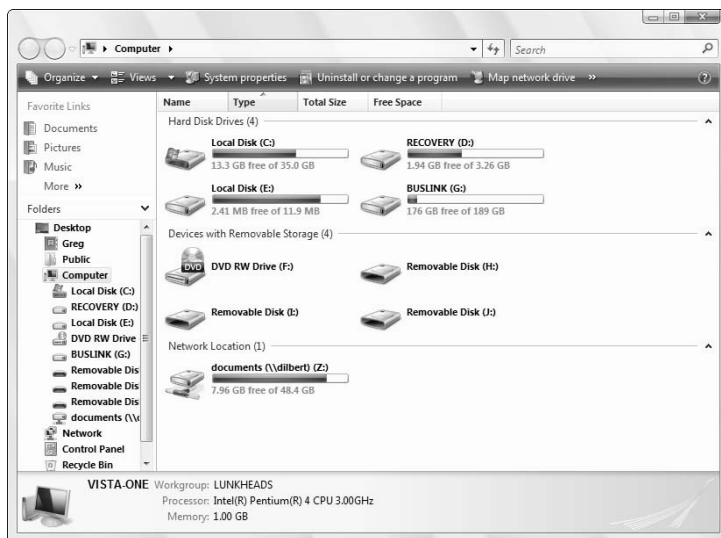 Computer
Search
Organize Views System properties Uninstall or change a program Map network drive »
Favorite Links
Documents
Pictures
Music
More »
Folders
Desktop
Greg
Public
Computer
Local Disk (C:)
RECOVERY (D:)
Local Disk (E:)
DVD RW Drive
BUSLINK (G:)
Removable Dis
Removable Dis
Removable Dis
documents (\\d
Network
Control Panel
Recycle Bin
Name Type Total Size Free Space
Hard Disk Drives (4)
Local Disk (C:)
13.3 GB free of 35.0 GB
RECOVERY (D:)
1.94 GB free of 3.26 GB
Local Disk (E:)
2.41 MB free of 11.9 MB
BUSLINK (G:)
176 GB free of 189 GB
Devices with Removable Storage (4)
DVD RW Drive (F:)
DVD
Removable Disk (H:)
Removable Disk (I:)
Removable Disk (J:)
Network Location (1)
documents (\\dilbert) (Z:)
7.96 GB free of 48.4 GB
VISTA-ONE Workgroup: LUNKHEADS
Processor: Intel(R) Pentium(R) 4 CPU 3.00GHz
Memory: 1.00 GB